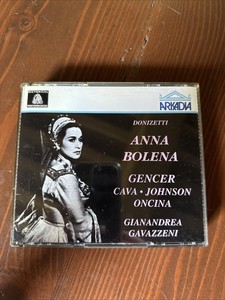 ARKADIA
DONIZETTI
ANNA
BOLENA
GENCER
CAVA • JOHNSON
ONCINA
GIANANDREA
GAVAZZENI